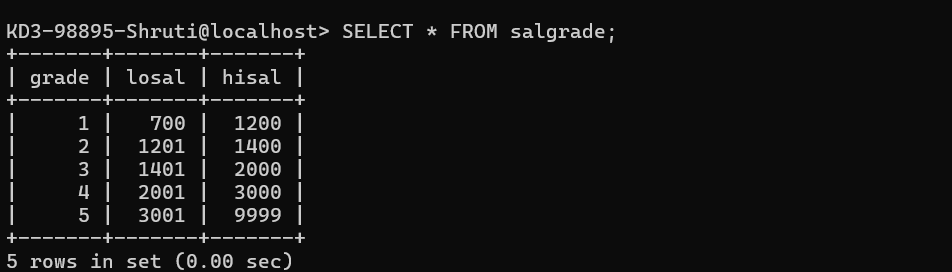 KD3-98895-Shruti@localhost> SELECT * FROM salgrade;
+-------+-------+-------+
| grade | losal | hisal |
+-------+-------+-------+
|     1 |   700 |  1200 |
|     2 |  1201 |  1400 |
|     3 |  1401 |  2000 |
|     4 |  2001 |  3000 |
|     5 |  3001 |  9999 |
+-------+-------+-------+
5 rows in set (0.00 sec)